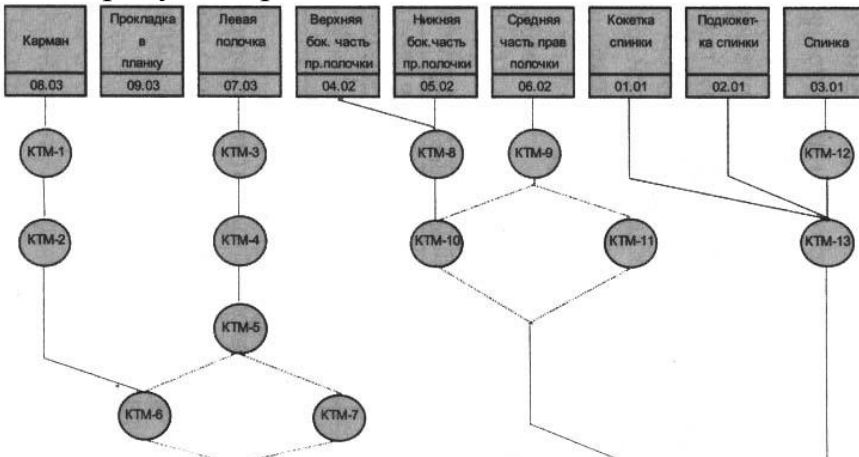 Карман
08.03
Прокладка
в
планку
09.03
Левая
полочка
07.03
Верхняя
бок. часть
пр.полочки
04.02
Нижняя
бок.часть
пр.полочки
05.02
Средняя
часть прав
полочки
06.02
Кокетка
спинки
01.01
Подкокет-
ка спинки
02.01
Спинка
03.01
КТМ-1
КТМ-3
КТМ-8
КТМ-9
КТМ-12
КТМ-2
КТМ-4
КТМ-10
КТМ-11
КТМ-13
КТМ-5
КТМ-6
КТМ-7